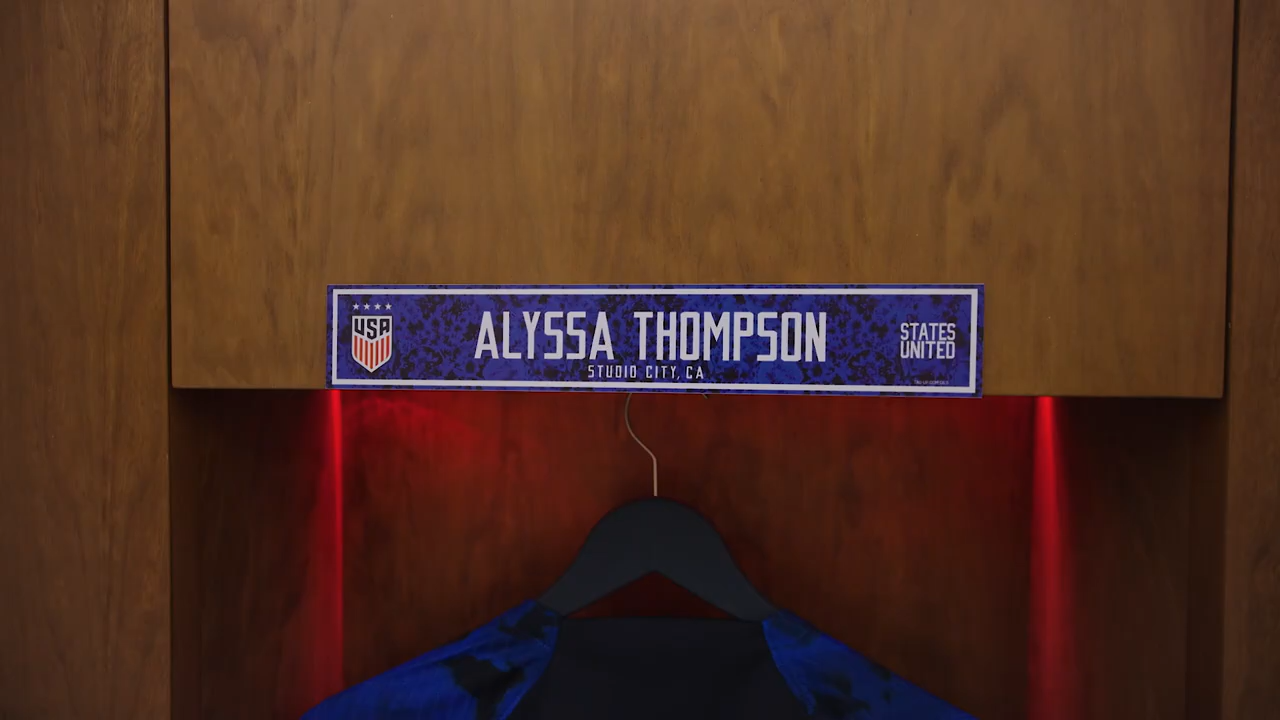 USA
ALYSSA THOMPSON
STUDIO CITY, CA
STATES
UNITED